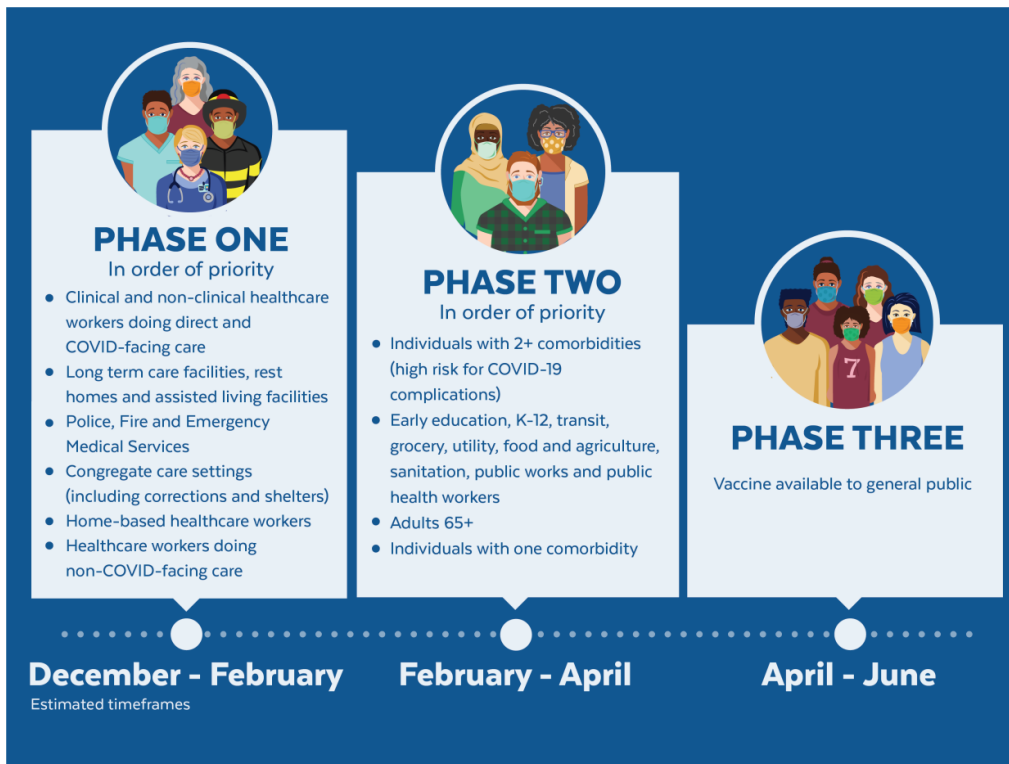 PHASE ONE
In order of priority
• Clinical and non-clinical healthcare
workers doing direct and
COVID-facing care
• Long term care facilities, rest
homes and assisted living facilities
• Police, Fire and Emergency
Medical Services
• Congregate care settings
(including corrections and shelters)
• Home-based healthcare workers
• Healthcare workers doing
non-COVID-facing care
December - February
Estimated timeframes
PHASE TWO
In order of priority
• Individuals with 2+ comorbidities
(high risk for COVID-19
complications)
• Early education, K-12, transit,
grocery, utility, food and agriculture,
sanitation, public works and public
health workers
• Adults 65+
• Individuals with one comorbidity
February - April
7
PHASE THREE
Vaccine available to general public
April - June